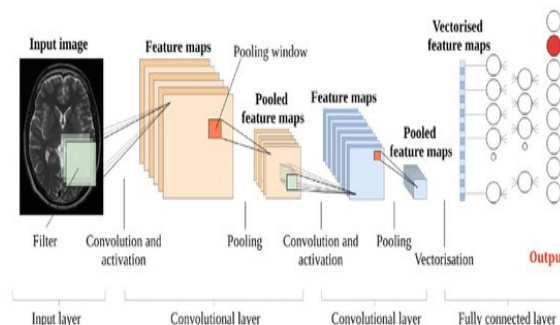 Input image
Feature maps
Pooling window
Pooled
feature maps
Feature maps
Pooled
feature maps
Vectorised
feature maps
Filter
Convolution and
activation
Pooling
Convolution and
activation
Pooling
Vectorisation
Outpu
Input layer
Convolutional layer
Convolutional layer
Fully connected layer